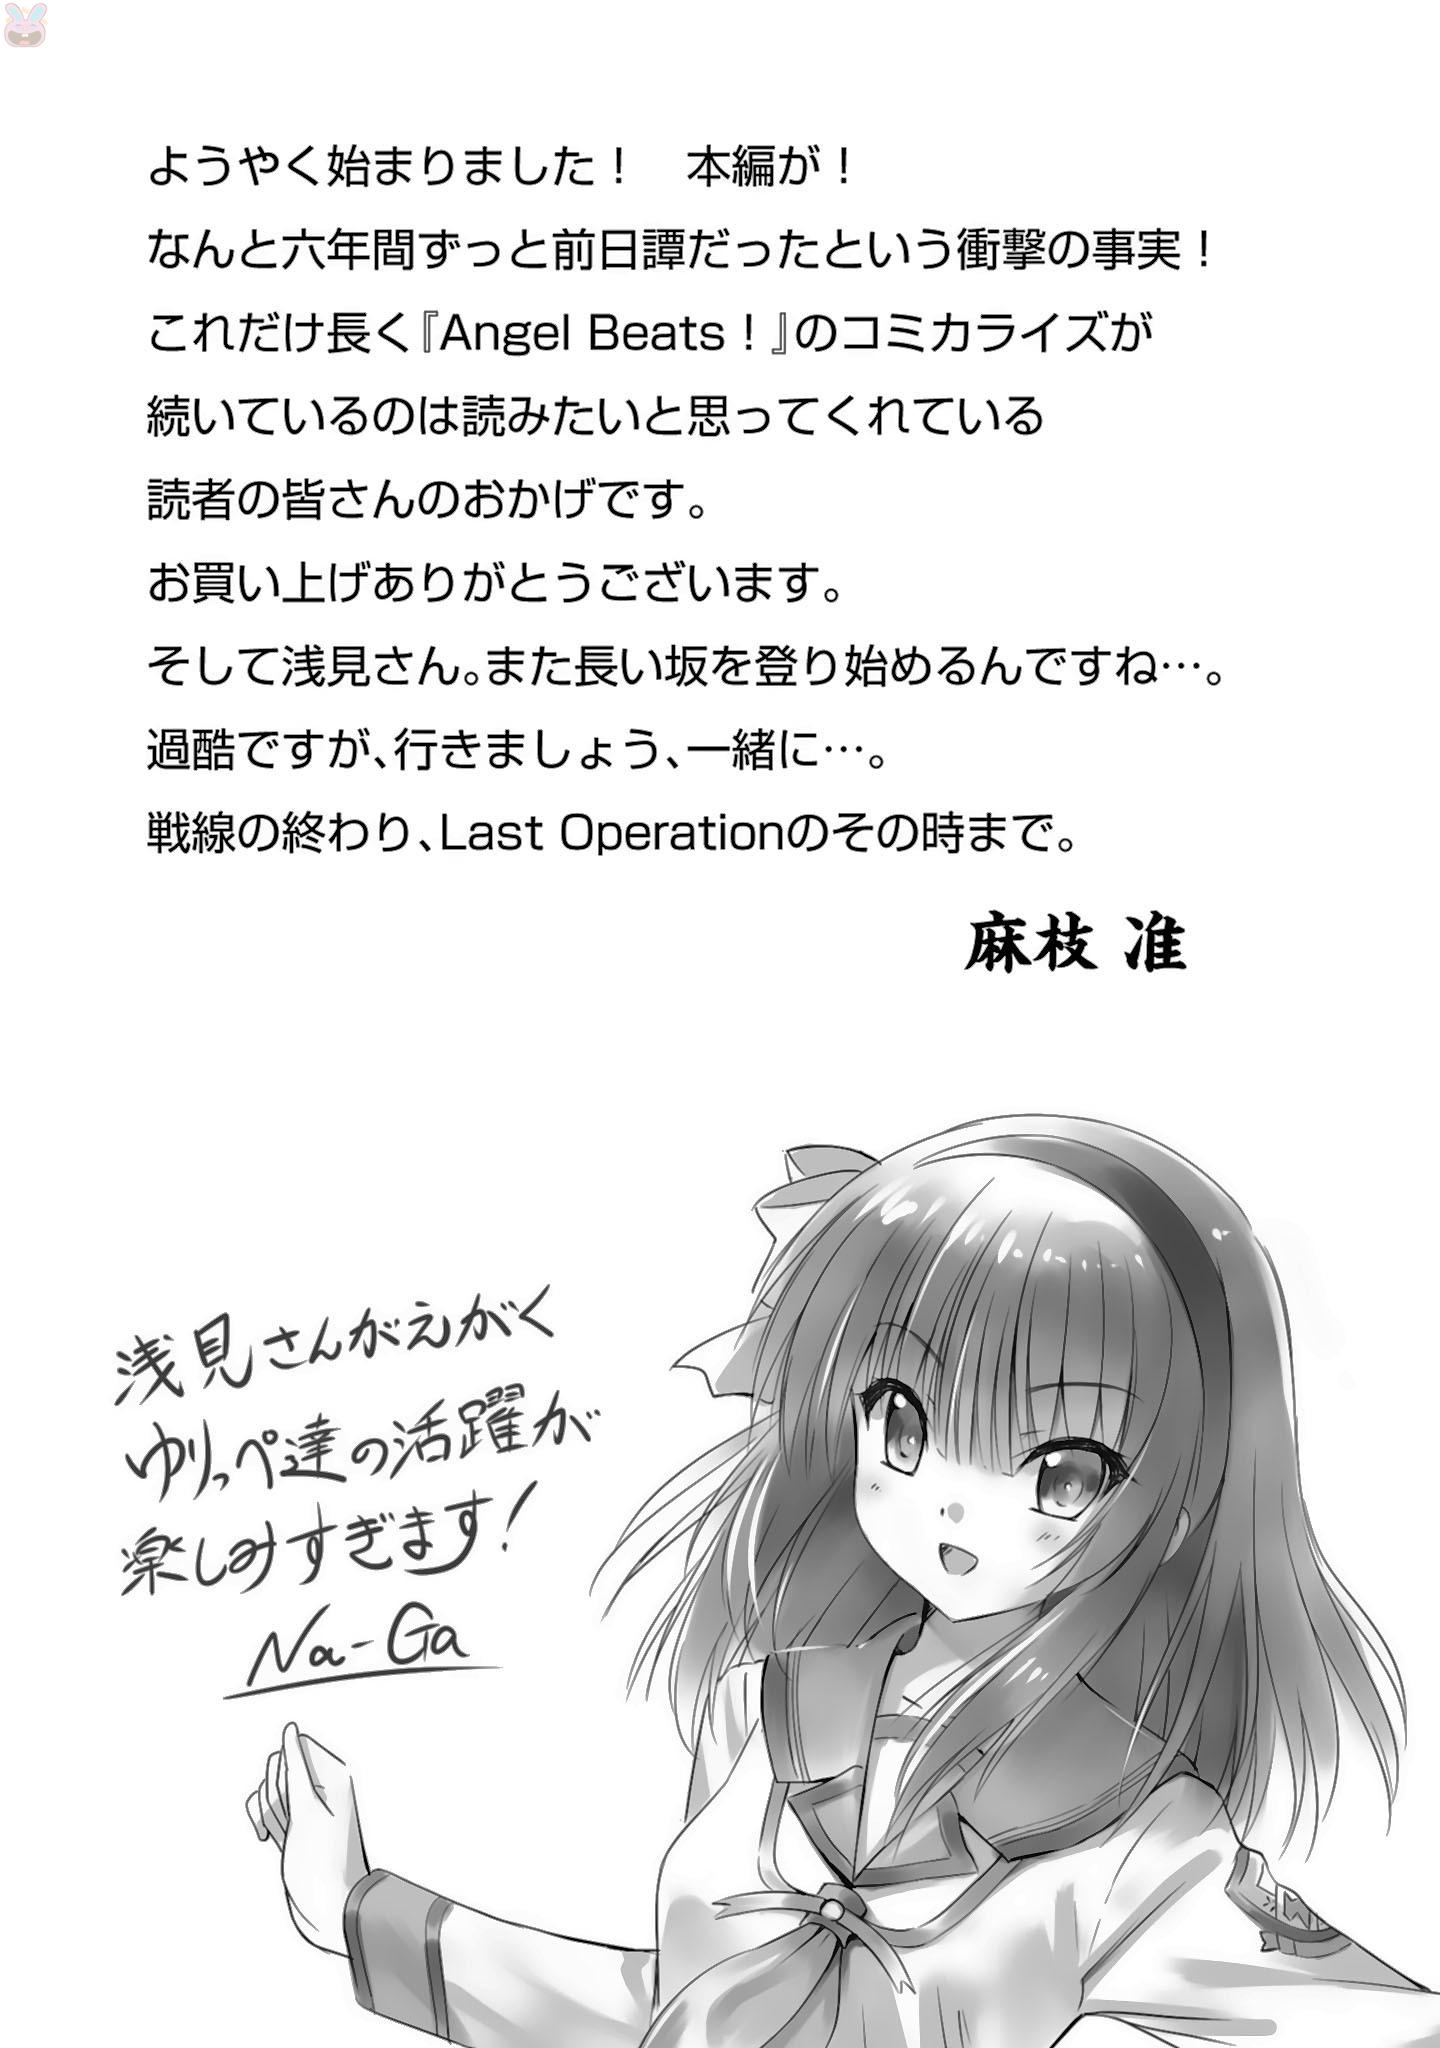 ようやく始まりました！　本編が！
なんと六年間ずっと前日譚だったという衝撃の事実！
これだけ長く『Angel Beats！』のコミカライズが
続いているのは読みたいと思ってくれている
読者の皆さんのおかげです。
お買い上げありがとうございます。
そして浅見さん。また長い坂を登り始めるんですね…。
過酷ですが、行きましょう、一緒に…。
戦線の終わり、Last Operationのその時まで。
麻枝 准
浅見さんがえがく
ゆりっぺ達の活躍が
楽しみすぎます！
Na-Ga